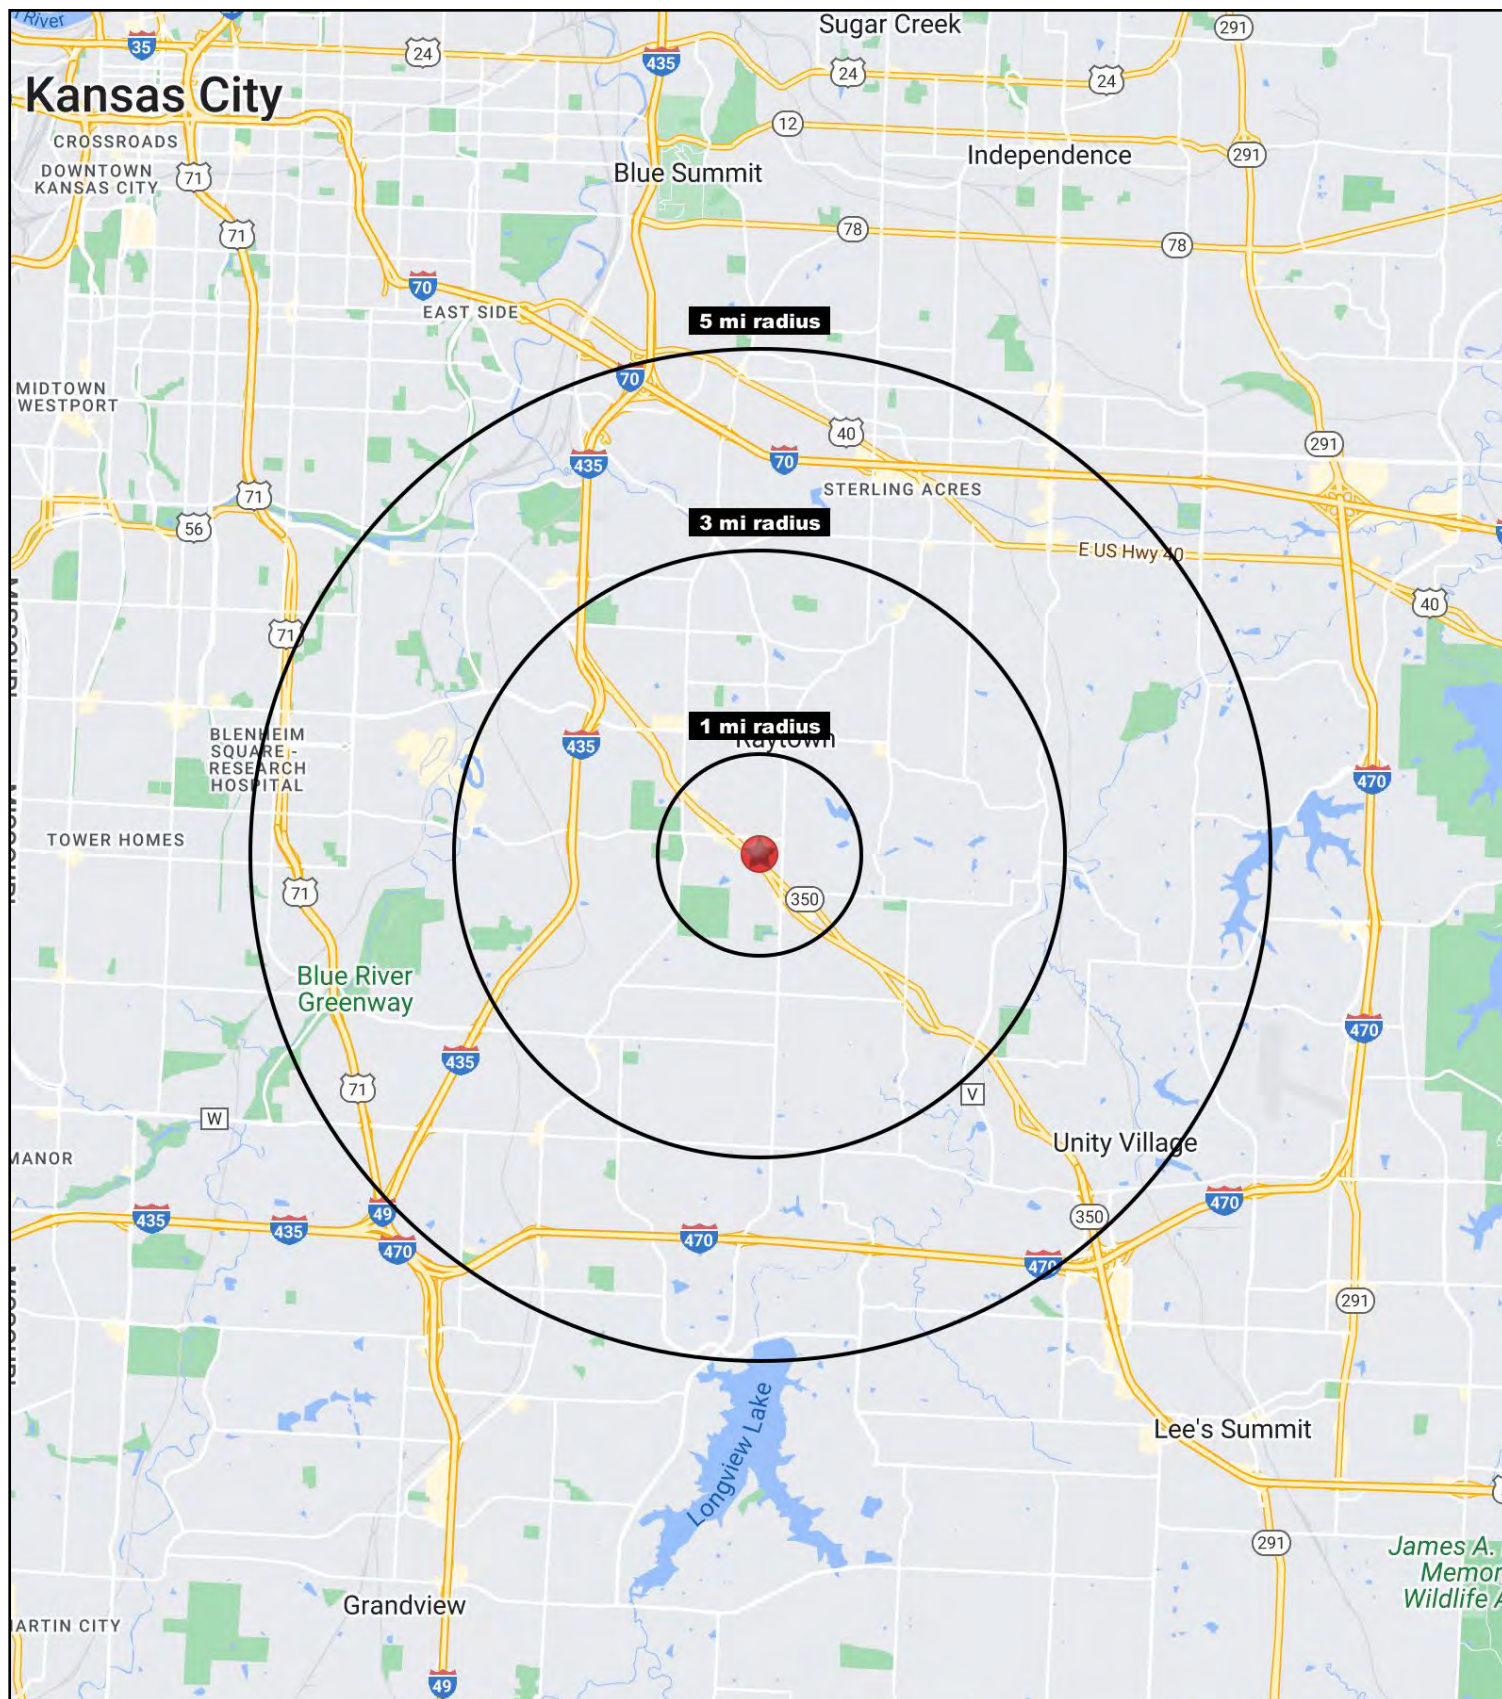 River
Sugar Creek
291
35
24
435
24
24
Kansas City
12
CROSSROADS
Independence
291
DOWNTOWN
KANSAS CITY
71
Blue Summit
71
78
78
70
EAST SIDE
5 mi radius
70
MIDTOWN
WESTPORT
40
291
435
70
71
STERLING ACRES
56
3 mi radius
E US Hwy 40
40
71
1 mi radius
Raytown
BLENHEIM
SQUARE -
RESEARCH
HOSPITAL
435
470
TOWER HOMES
71
350
Blue River
Greenway
470
435
71
V
W
Unity Village
MANOR
49
470
435
435
350
470
470
470
291
Longview Lake
Lee's Summit
291
James A.
Memor
Wildlife A
Grandview
MARTIN CITY
49